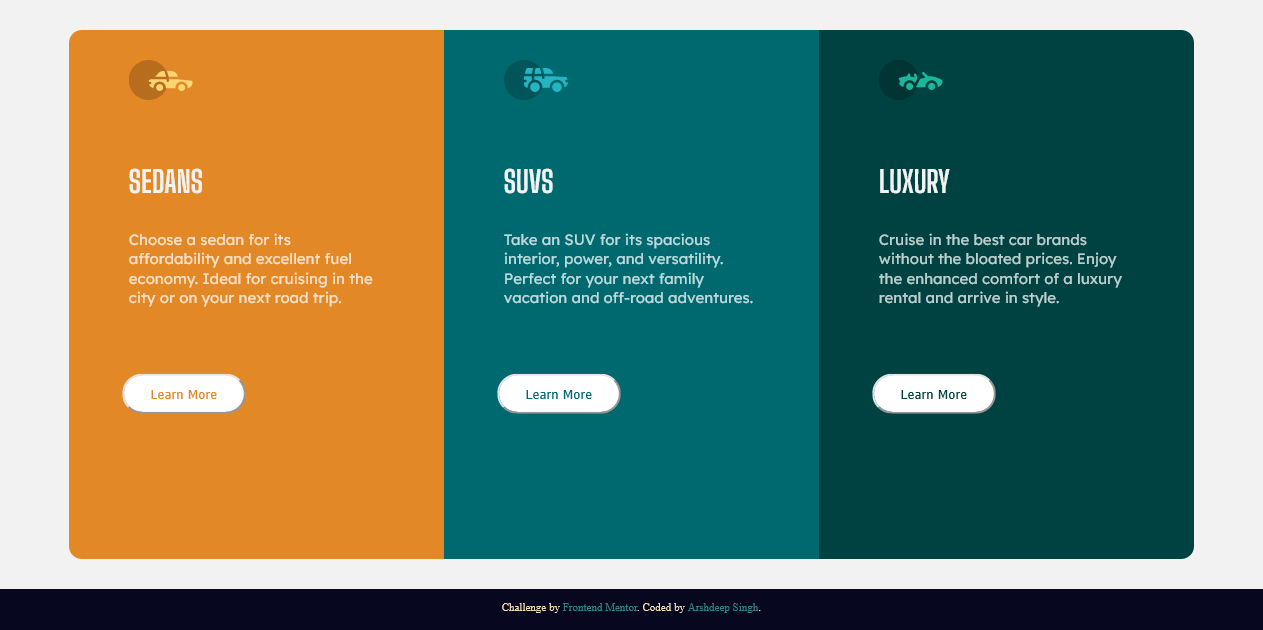 SEDANS
Choose a sedan for its
affordability and excellent fuel
economy. Ideal for cruising in the
city or on your next road trip.
Learn More
SUVS
Take an SUV for its spacious
interior, power, and versatility.
Perfect for your next family
vacation and off-road adventures.
Learn More
LUXURY
Cruise in the best car brands
without the bloated prices. Enjoy
the enhanced comfort of a luxury
rental and arrive in style.
Learn More
Challenge by Frontend Mentor. Coded by Arshdeep Singh.